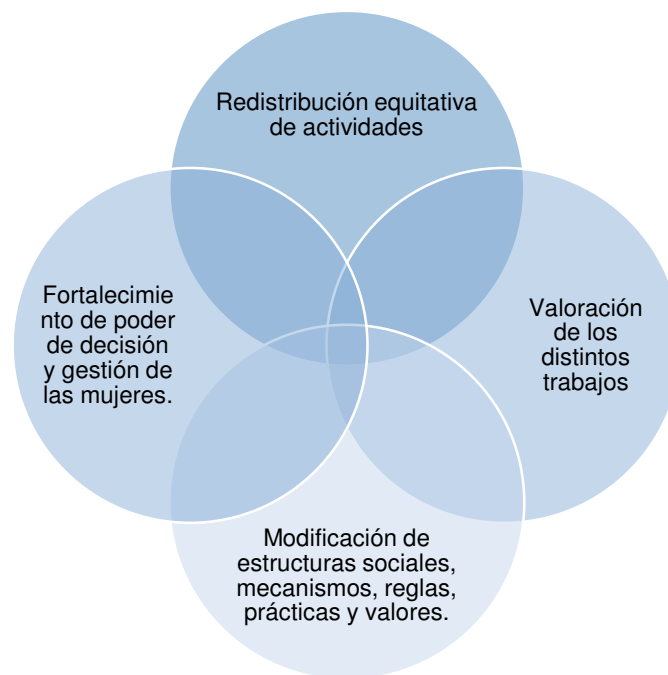 Redistribución equitativa
de actividades
Fortalecimie
nto de poder
de decisión
y gestión de
las mujeres.
Valoración
de los
distintos
trabajos
Modificación de
estructuras sociales,
mecanismos, reglas,
prácticas y valores.